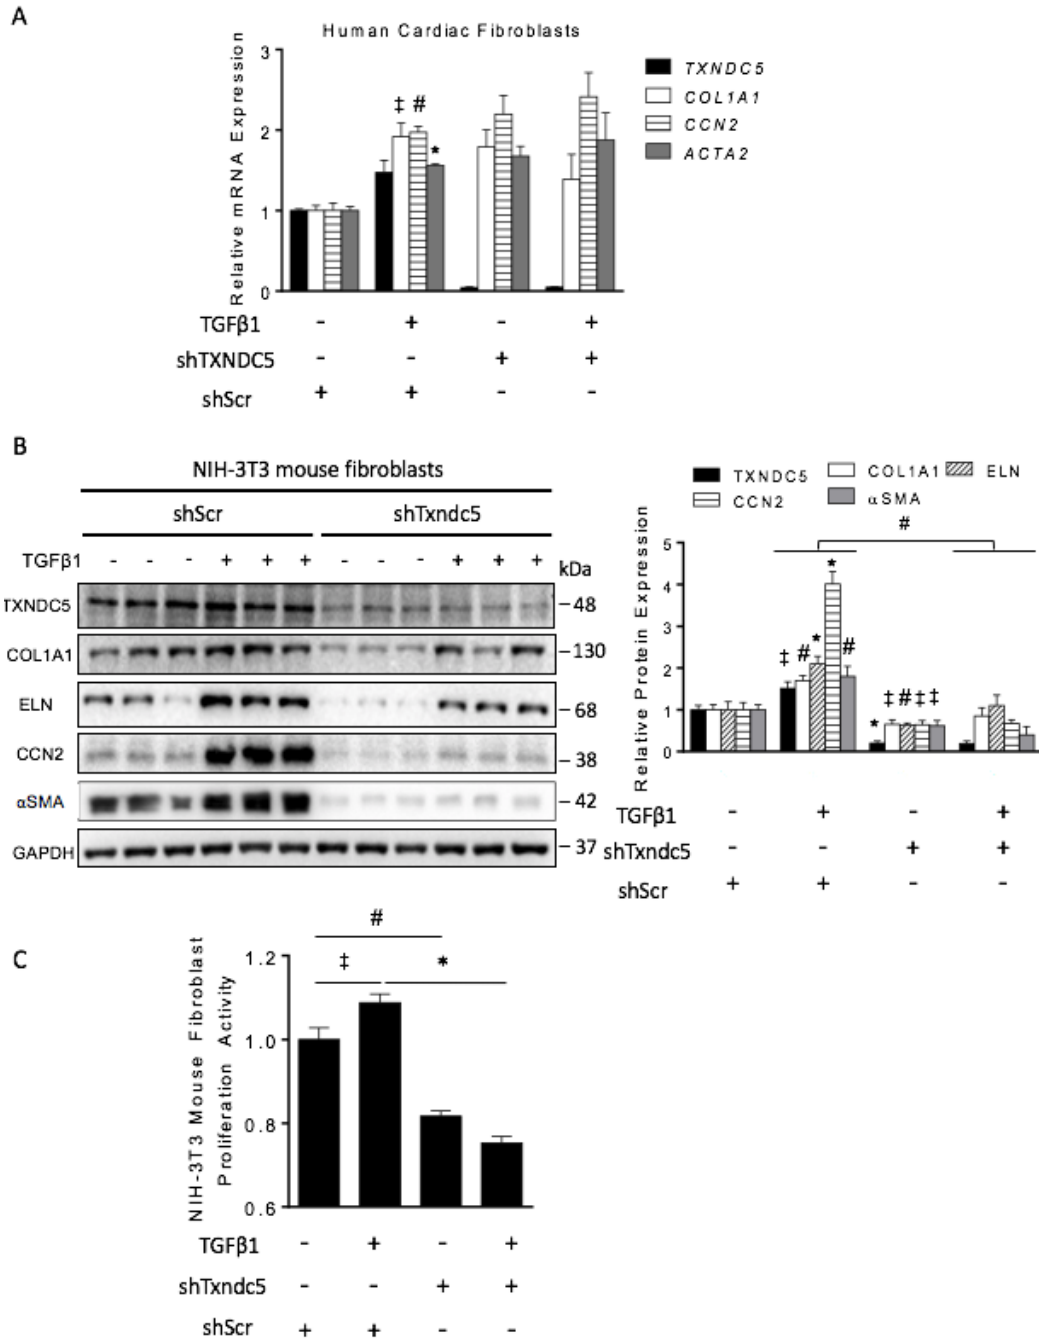 A
Human Cardiac Fibroblasts
Relative mRNA Expression
3
2
1
0
‡ # *
TXNDC5
COL1A1
CCN2
ACTA2
TGFβ1 - + - +
shTXNDC5 - - + +
shScr + + - -
B
NIH-3T3 mouse fibroblasts
shScr shTxndc5
TGFβ1 - - - + + + - - - + + +
kDa
TXNDC5 - 48
COL1A1 -130
ELN - 68
CCN2 - 38
αSMA - 42
GAPDH - 37
TXNDC5 COL1A1 ELN
CCN2 αSMA
Relative Protein Expression
5
4
3
2
1
0
#
‡ # * * #
* ‡ # ‡ ‡
TGFβ1 - + - +
shTxndc5 - - + +
shScr + + - -
C
NIH-3T3 Mouse Fibroblast
Proliferation Activity
1.2
1.0
0.8
0.6
#
‡ *
TGFβ1 - + - +
shTxndc5 - - + +
shScr + + - -